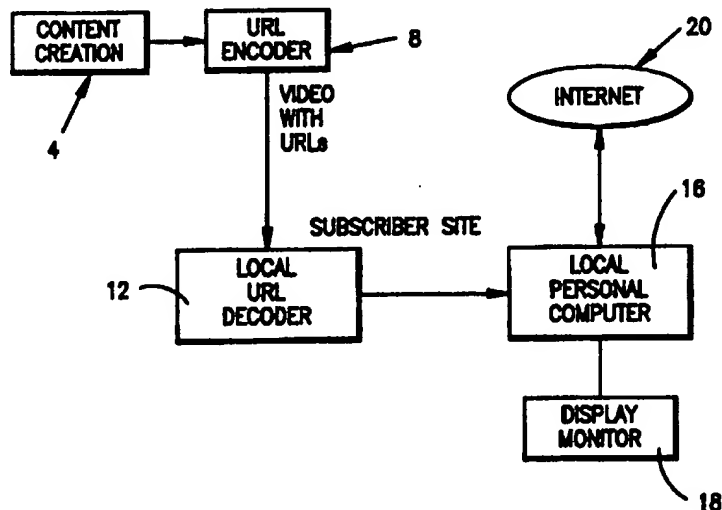 CONTENT
CREATION
4
URL
ENCODER
8
VIDEO
WITH
URLs
20
INTERNET
SUBSCRIBER SITE
12
LOCAL
URL
DECODER
16
LOCAL
PERSONAL
COMPUTER
DISPLAY
MONITOR
18